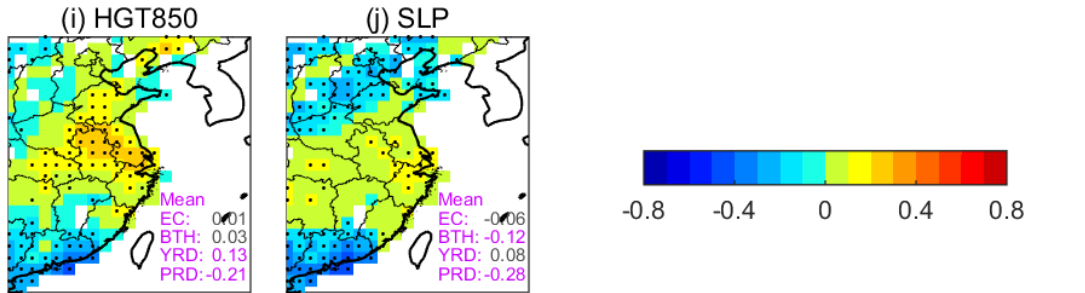 (i) HGT850
Mean
EC: 0.01
BTH: 0.03
YRD: 0.13
PRD:-0.21
(j) SLP
Mean
EC: -0.06
BTH: -0.12
YRD: 0.08
PRD:-0.28
-0.8 -0.4 0 0.4 0.8